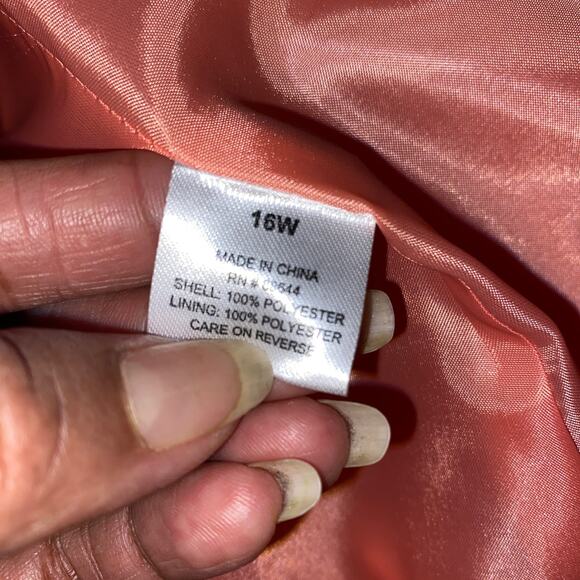 16W
MADE IN CHINA
RN #
SHELL: 100% POLYESTER
LINING: 100% POLYESTER
CARE ON REVERSE